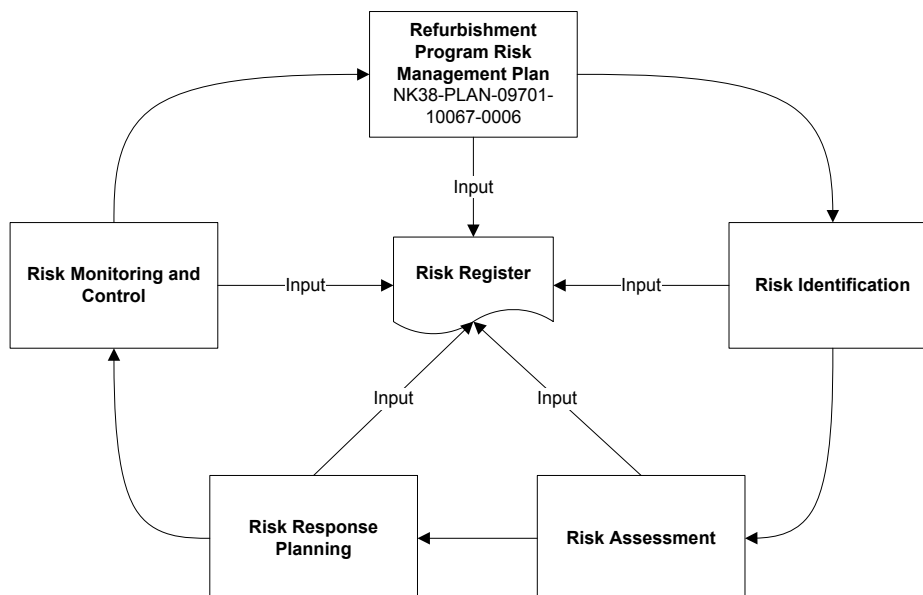 Refurbishment
Program Risk
Management Plan
NK38-PLAN-09701-
10067-0006
Input
Risk Monitoring and
Control
Input
Risk Register
Input
Risk Identification
Input
Input
Risk Response
Planning
Risk Assessment